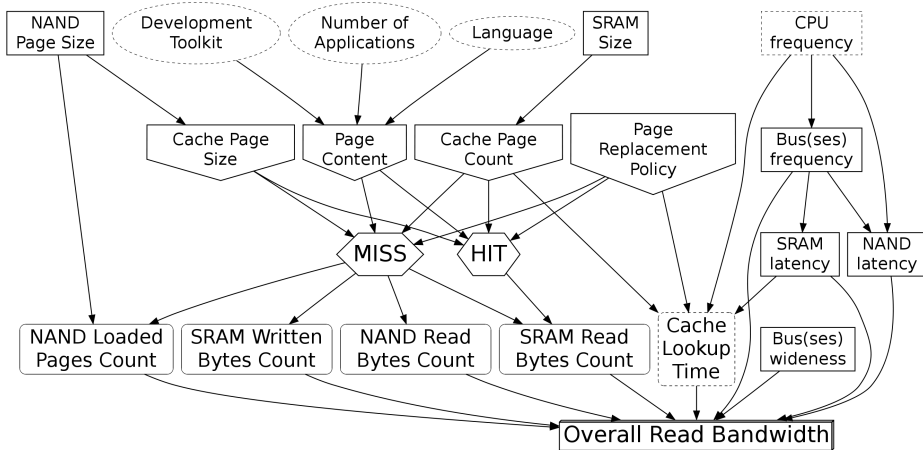 NAND
Page Size
Development
Toolkit
Number of
Applications
Language
SRAM
Size
CPU
frequency
Cache Page
Size
Page
Content
Cache Page
Count
Page
Replacement
Policy
Bus(ses)
frequency
MISS
HIT
SRAM
latency
NAND
latency
NAND Loaded
Pages Count
SRAM Written
Bytes Count
NAND Read
Bytes Count
SRAM Read
Bytes Count
Cache
Lookup
Time
Bus(ses)
wideness
Overall Read Bandwidth